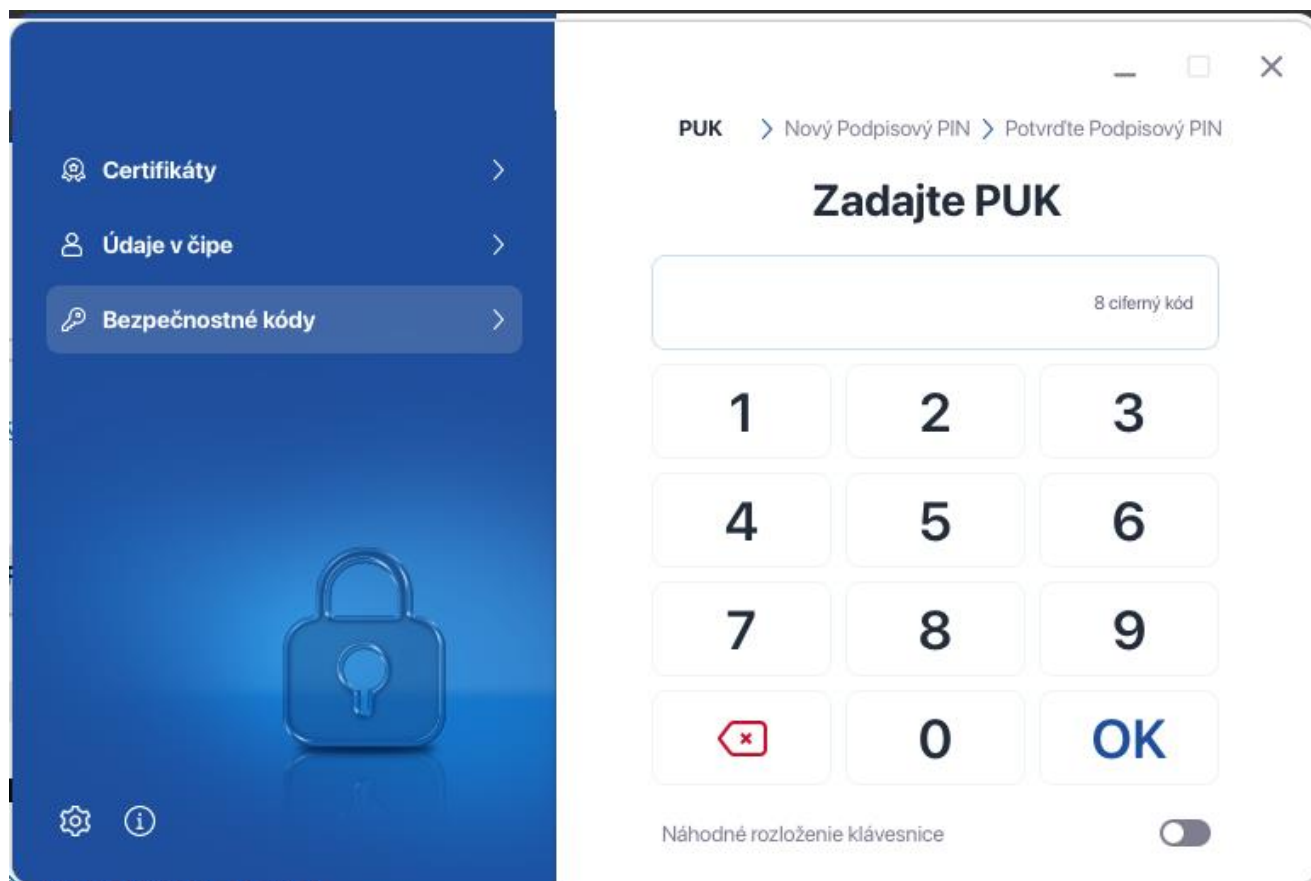 Certifikáty
Údaje v čipe
Bezpečnostné kódy
PUK > Nový Podpisový PIN > Potvrďte Podpisový PIN
Zadajte PUK
8 ciferný kód
1 2 3
4 5 6
7 8 9
0 OK
Náhodné rozloženie klávesnice